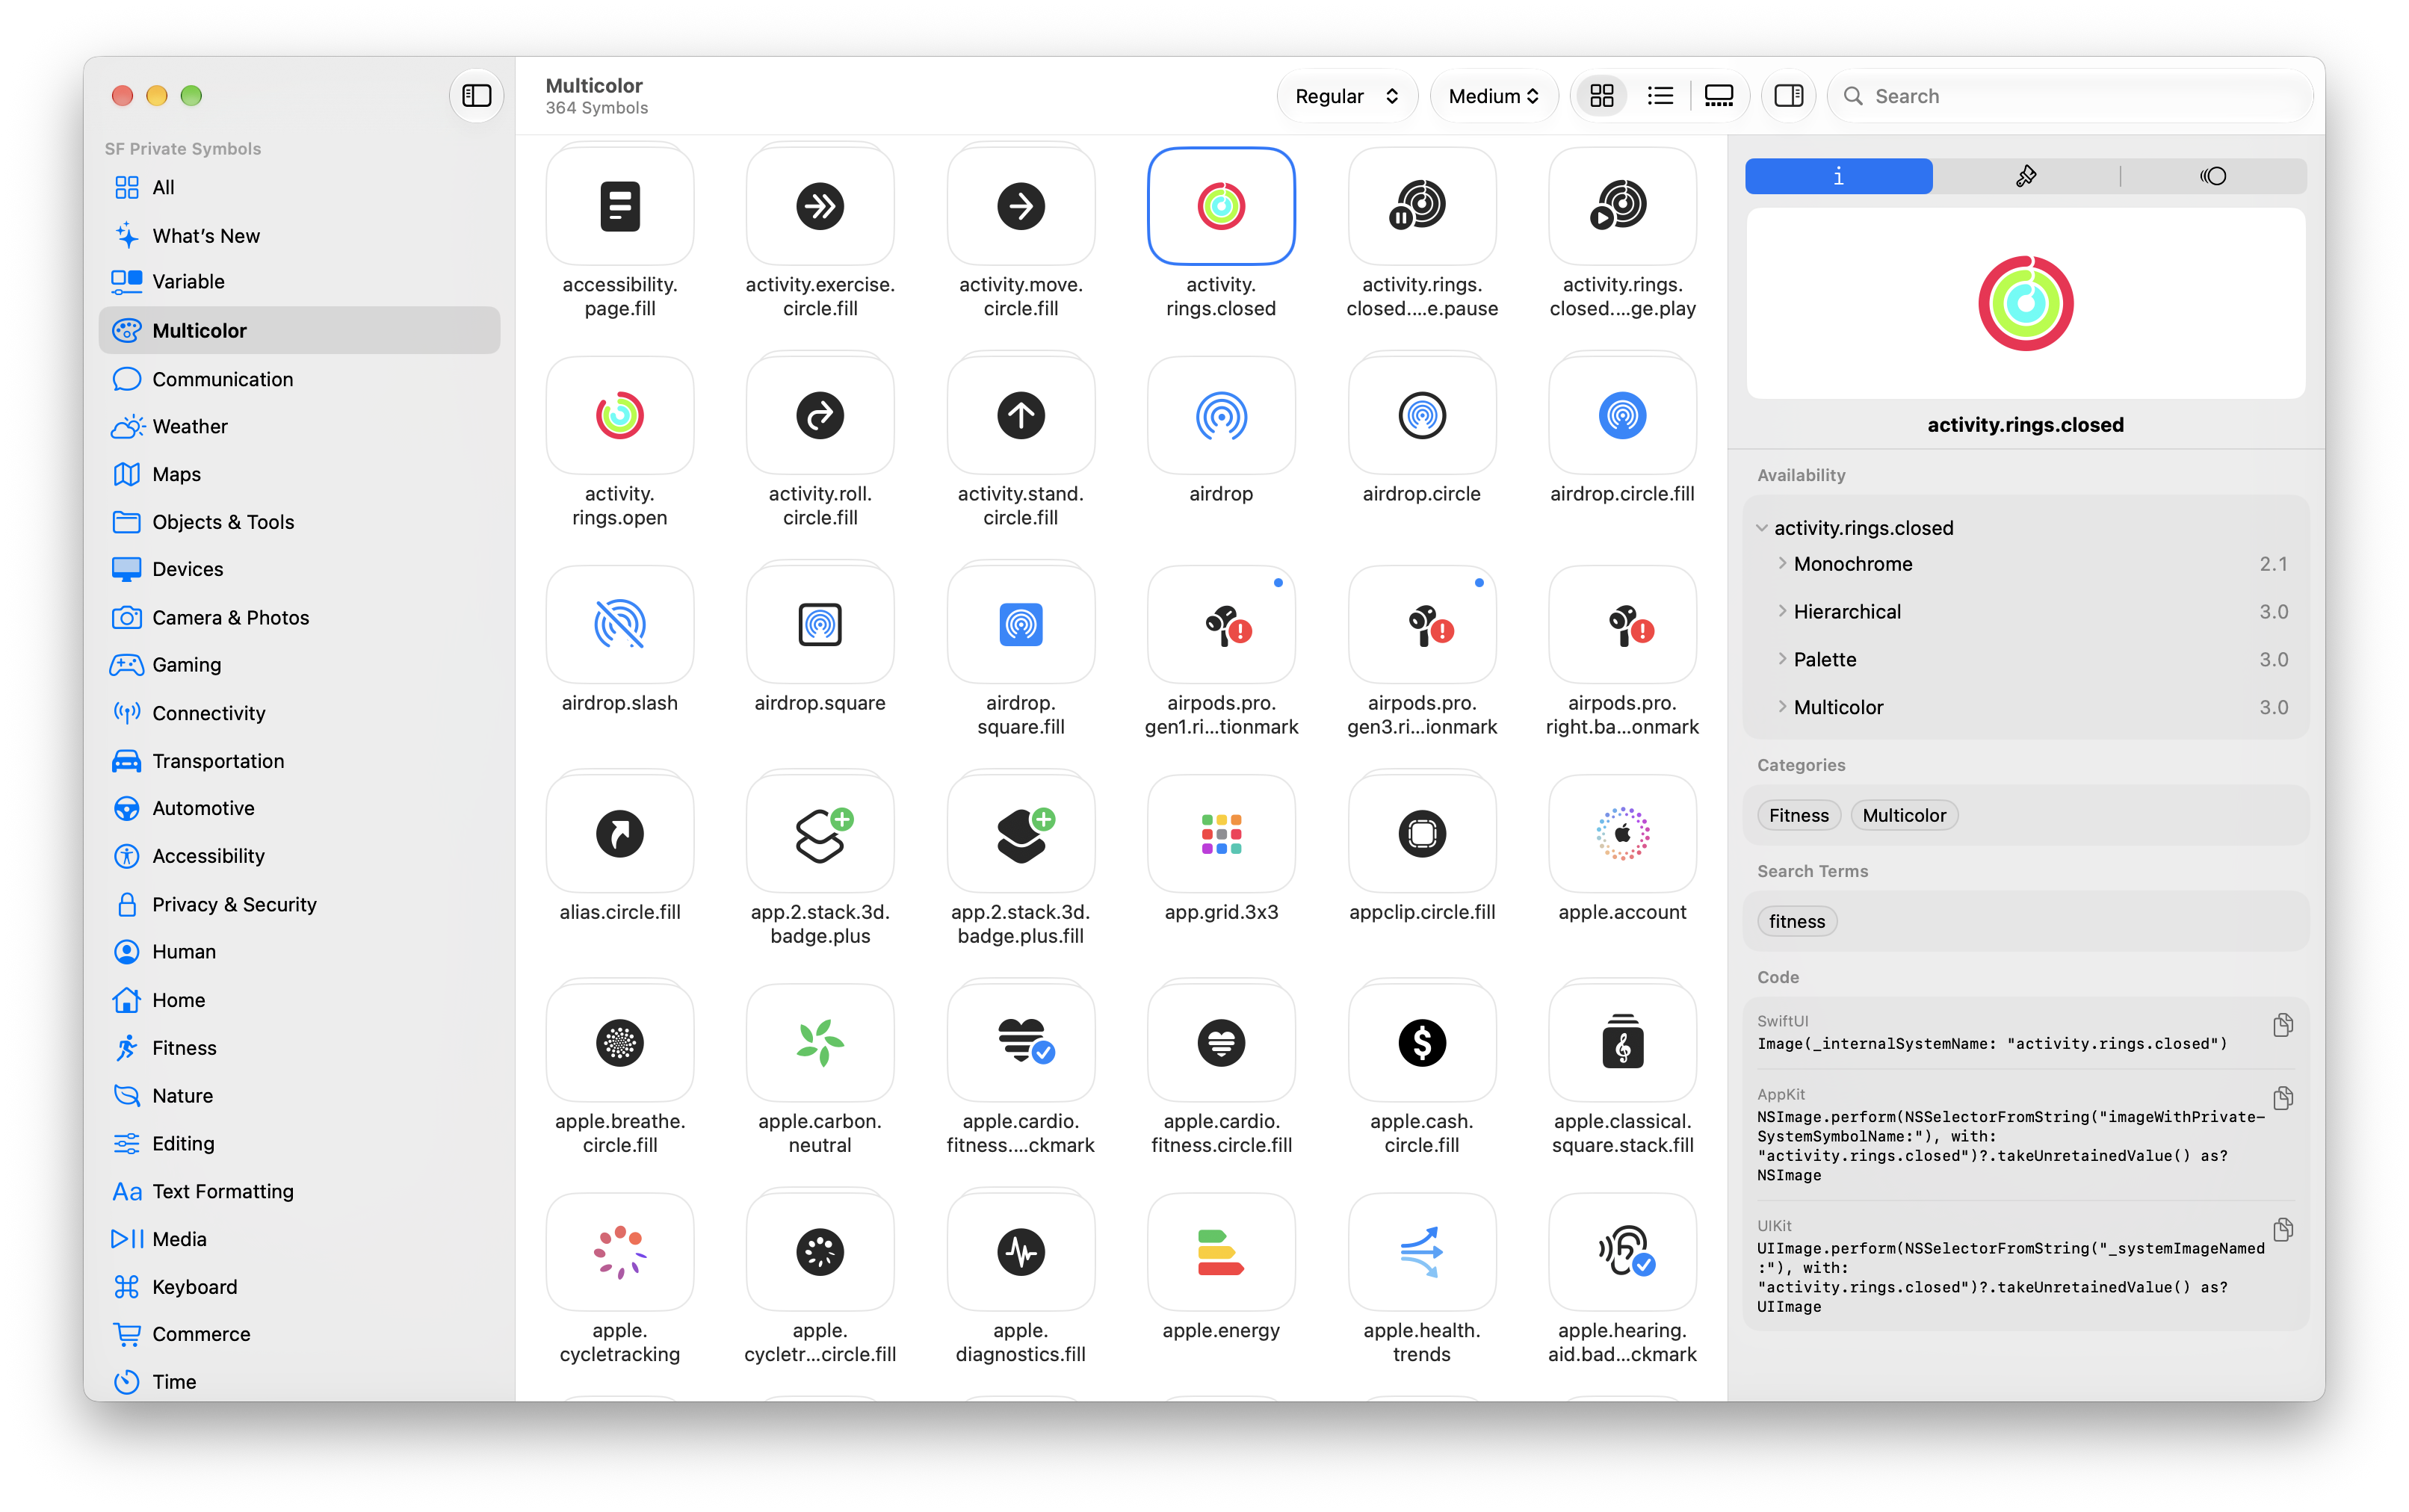 SF Private Symbols
All
What's New
Variable
Multicolor
Communication
Weather
Maps
Objects & Tools
Devices
Camera & Photos
Gaming
Connectivity
Transportation
Automotive
Accessibility
Privacy & Security
Human
Home
Fitness
Nature
Editing
Aa Text Formatting
Media
Keyboard
Commerce
Time
Multicolor
364 Symbols
Regular
Medium
Search
accessibility.
page.fill
activity.exercise.
circle.fill
activity.move.
circle.fill
activity.
rings.closed
activity.rings.
closed....e.pause
activity.rings.
closed....ge.play
activity.
rings.open
activity.roll.
circle.fill
activity.stand.
circle.fill
airdrop
airdrop.circle
airdrop.circle.fill
airdrop.slash
airdrop.square
airdrop.
square.fill
airpods.pro.
gen1.ri...tionmark
airpods.pro.
gen3.ri...ionmark
airpods.pro.
right.ba...onmark
alias.circle.fill
app.2.stack.3d.
badge.plus
app.2.stack.3d.
badge.plus.fill
app.grid.3x3
appclip.circle.fill
apple.account
apple.breathe.
circle.fill
apple.carbon.
neutral
apple.cardio.
fitness....ckmark
apple.cardio.
fitness.circle.fill
apple.cash.
circle.fill
apple.classical.
square.stack.fill
apple.
cycletracking
apple.
cycletr...circle.fill
apple.
diagnostics.fill
apple.energy
apple.health.
trends
apple.hearing.
aid.bad...ckmark
activity.rings.closed
Availability
activity.rings.closed
Monochrome 2.1
Hierarchical 3.0
Palette 3.0
Multicolor 3.0
Categories
Fitness Multicolor
Search Terms
fitness
Code
SwiftUI
Image(_internalSystemName: "activity.rings.closed")
AppKit
NSImage.perform(NSSelectorFromString("imageWithPrivate-
SystemSymbolName:"), with:
"activity.rings.closed")?.takeUnretainedValue() as?
NSImage
UIKit
UIImage.perform(NSSelectorFromString("_systemImageNamed
:"), with:
"activity.rings.closed")?.takeUnretainedValue() as?
UIImage